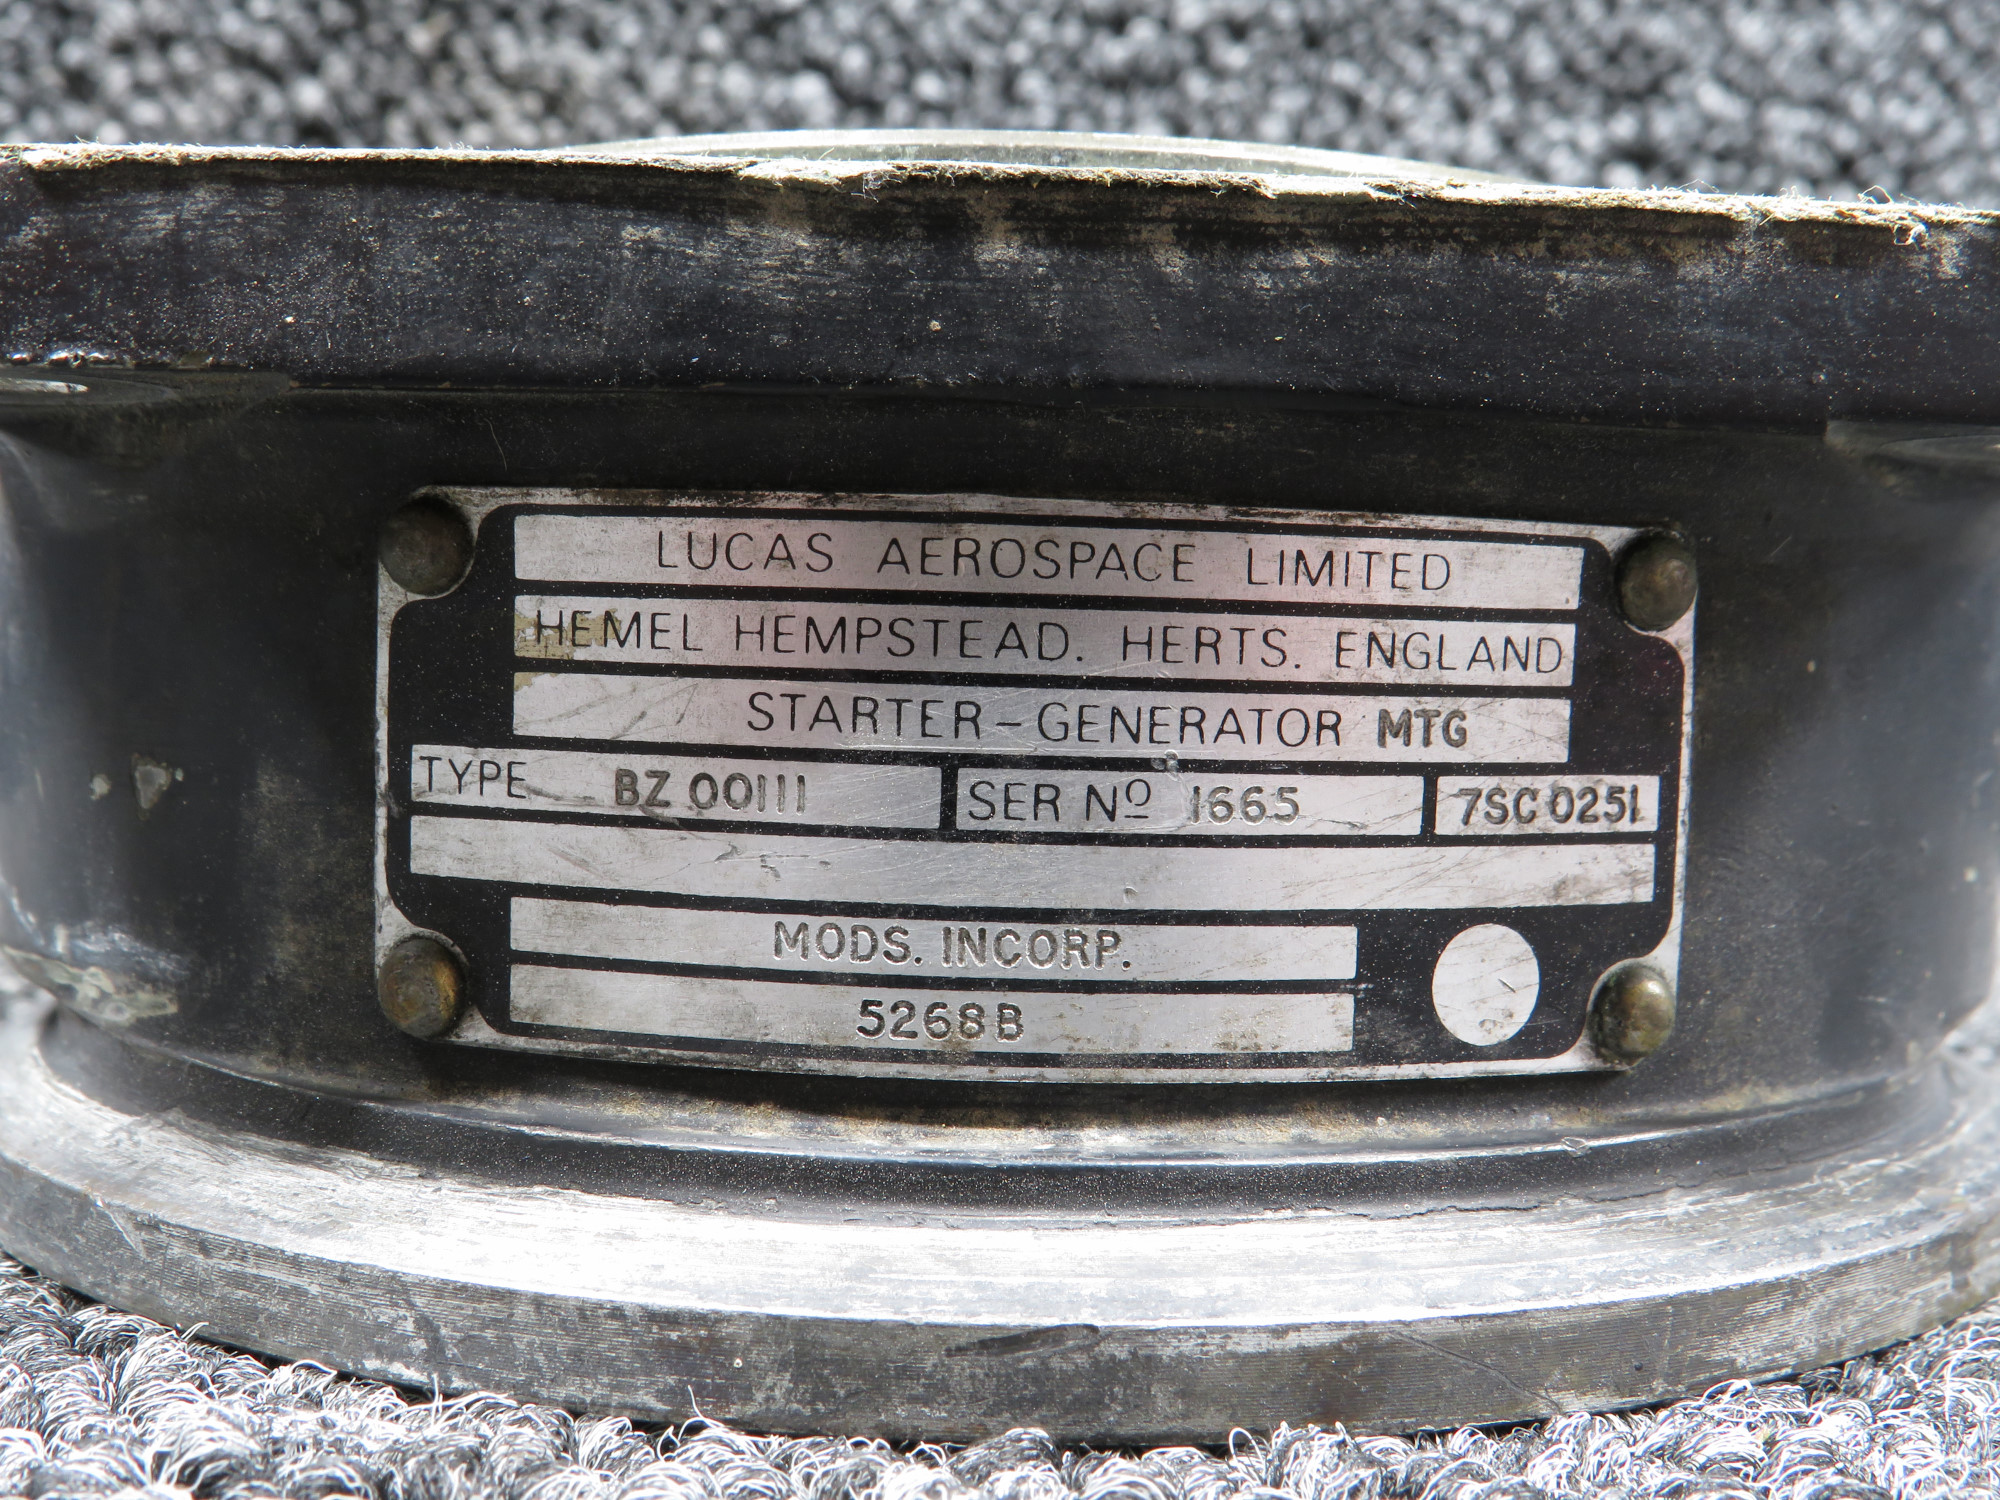 LUCAS AEROSPACE LIMITED
HEMEL HEMPSTEAD. HERTS. ENGLAND
STARTER-GENERATOR MTG
TYPE BZ 00111 SER Nº 1665 7SC 0251
MODS. INCORP.
5268B